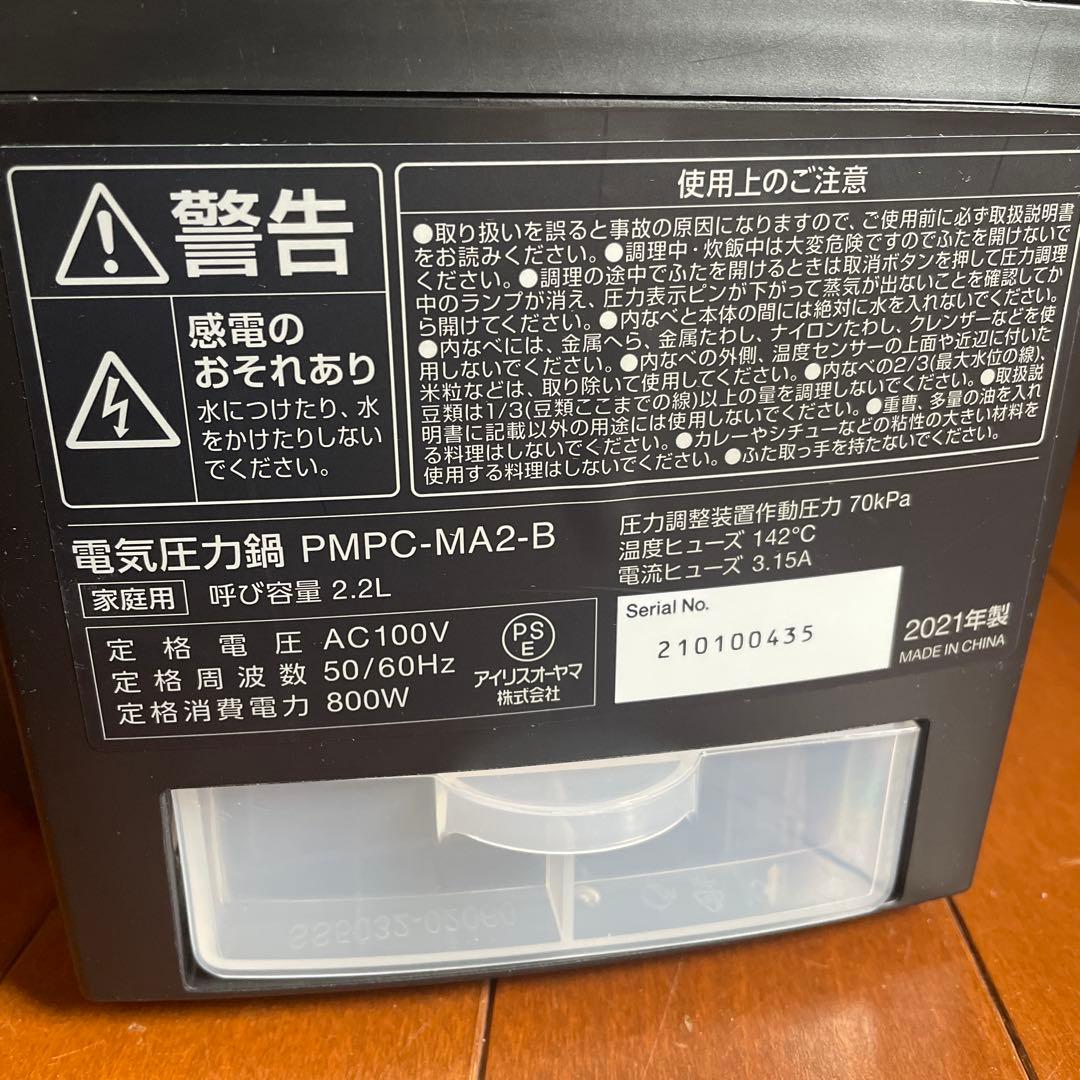 警告
感電の
おそれあり
水につけたり、水
をかけたりしない
でください。
使用上のご注意
●取り扱いを誤ると事故の原因になりますので、ご使用前に必ず取扱説明書
をお読みください。●調理中・炊飯中は大変危険ですのでふたを開けないで
ください。●調理の途中でふたを開けるときは取消ボタンを押して圧力調理
中のランプが消え、圧力表示ピンが下がって蒸気が出ないことを確認してか
ら開けてください。●内なべと本体の間には絶対に水を入れないでください。
●内なべには、金属へら、金属たわし、ナイロンたわし、クレンザーなどを使
用しないでください。●内なべの外側、温度センサーの上面や近辺に付いた
米粒などは、取り除いて使用してください。●内なべの2/3(最大水位の線)、
豆類は1/3(豆類ここまでの線)以上の量を調理しないでください。●取扱説
明書に記載以外の用途には使用しないでください。●重曹、多量の油を入れ
る料理はしないでください。●カレーやシチューなどの粘性の大きい材料を
使用する料理はしないでください。●ふた取っ手を持たないでください。
電気圧力鍋 PMPC-MA2-B
家庭用 呼び容量 2.2L
定格電圧 AC100V
定格周波数 50/60Hz
定格消費電力 800W
PS
E
アイリスオーヤマ
株式会社
圧力調整装置作動圧力 70kPa
温度ヒューズ 142℃
電流ヒューズ 3.15A
Serial No.
210100435
2021年製
MADE IN CHINA